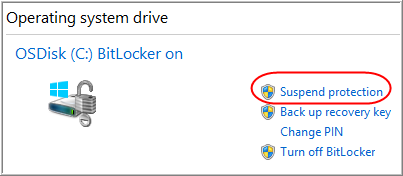 Operating system drive
OSDisk (C:) BitLocker on
Suspend protection
Back up recovery key
Change PIN
Turn off BitLocker